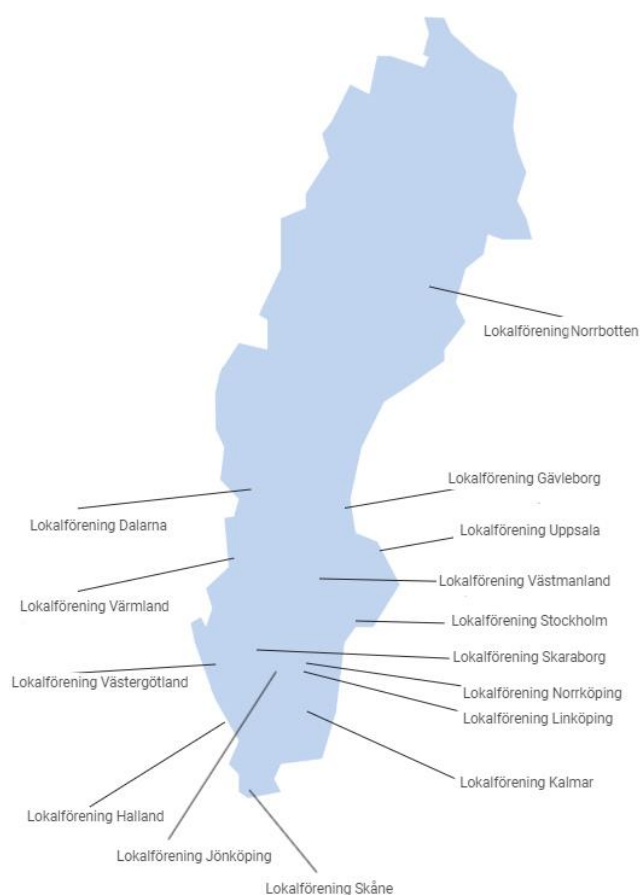 Lokalförening Norrbotten
Lokalförening Gävleborg
Lokalförening Dalarna
Lokalförening Uppsala
Lokalförening Västmanland
Lokalförening Värmland
Lokalförening Stockholm
Lokalförening Skaraborg
Lokalförening Västergötland
Lokalförening Norrköping
Lokalförening Linköping
Lokalförening Kalmar
Lokalförening Halland
Lokalförening Jönköping
Lokalförening Skåne